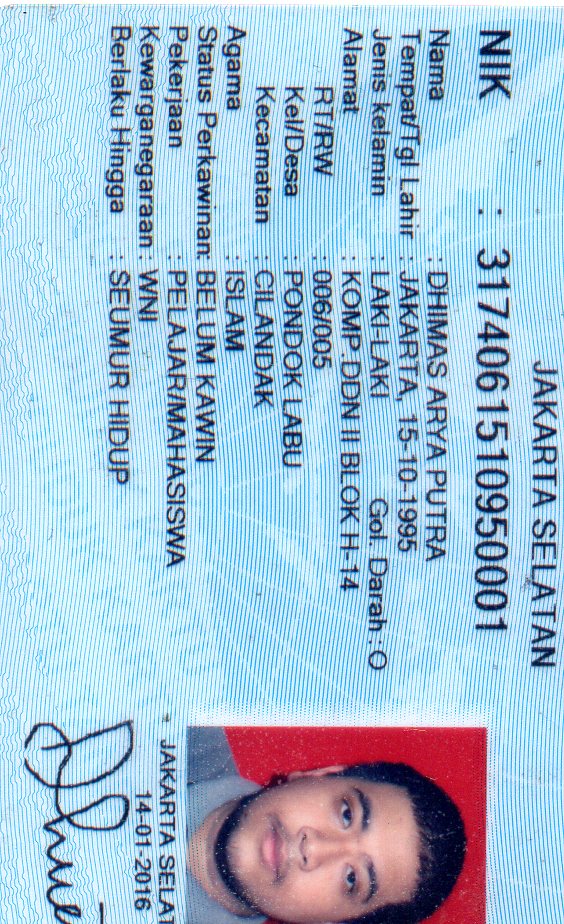 JAKARTA SELATAN
NIK : 3174061510950001
Nama : DHIMAS ARYA PUTRA
Tempat/Tgl Lahir : JAKARTA, 15-10-1995
Jenis kelamin : LAKI-LAKI Gol. Darah : O
Alamat : KOMP.DDN II BLOK H-14
RT/RW : 006/005
Kel/Desa : PONDOK LABU
Kecamatan : CILANDAK
Agama : ISLAM
Status Perkawinan: BELUM KAWIN
Pekerjaan : PELAJAR/MAHASISWA
Kewarganegaraan : WNI
Berlaku Hingga : SEUMUR HIDUP
JAKARTA SELAT
14-01-2016